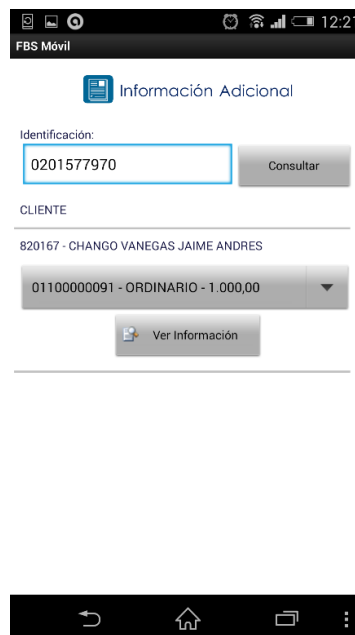 12:21
FBS Móvil
Información Adicional
Identificación:
0201577970
Consultar
CLIENTE
820167 - CHANGO VANEGAS JAIME ANDRES
01100000091 - ORDINARIO - 1.000,00
Ver Información